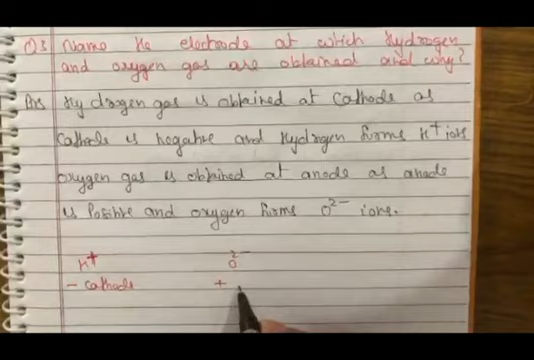 Q3 Name the electrode at which Hydrogen
and oxygen gas are obtained and why?
Ans Hydrogen gas is obtained at cathode as
Cathode is negative and Hydrogen forms H⁺ ions
oxygen gas is obtained at anode as anode
is positive and oxygen forms O²⁻ ions.
H⁺ O²⁻
- cathode +